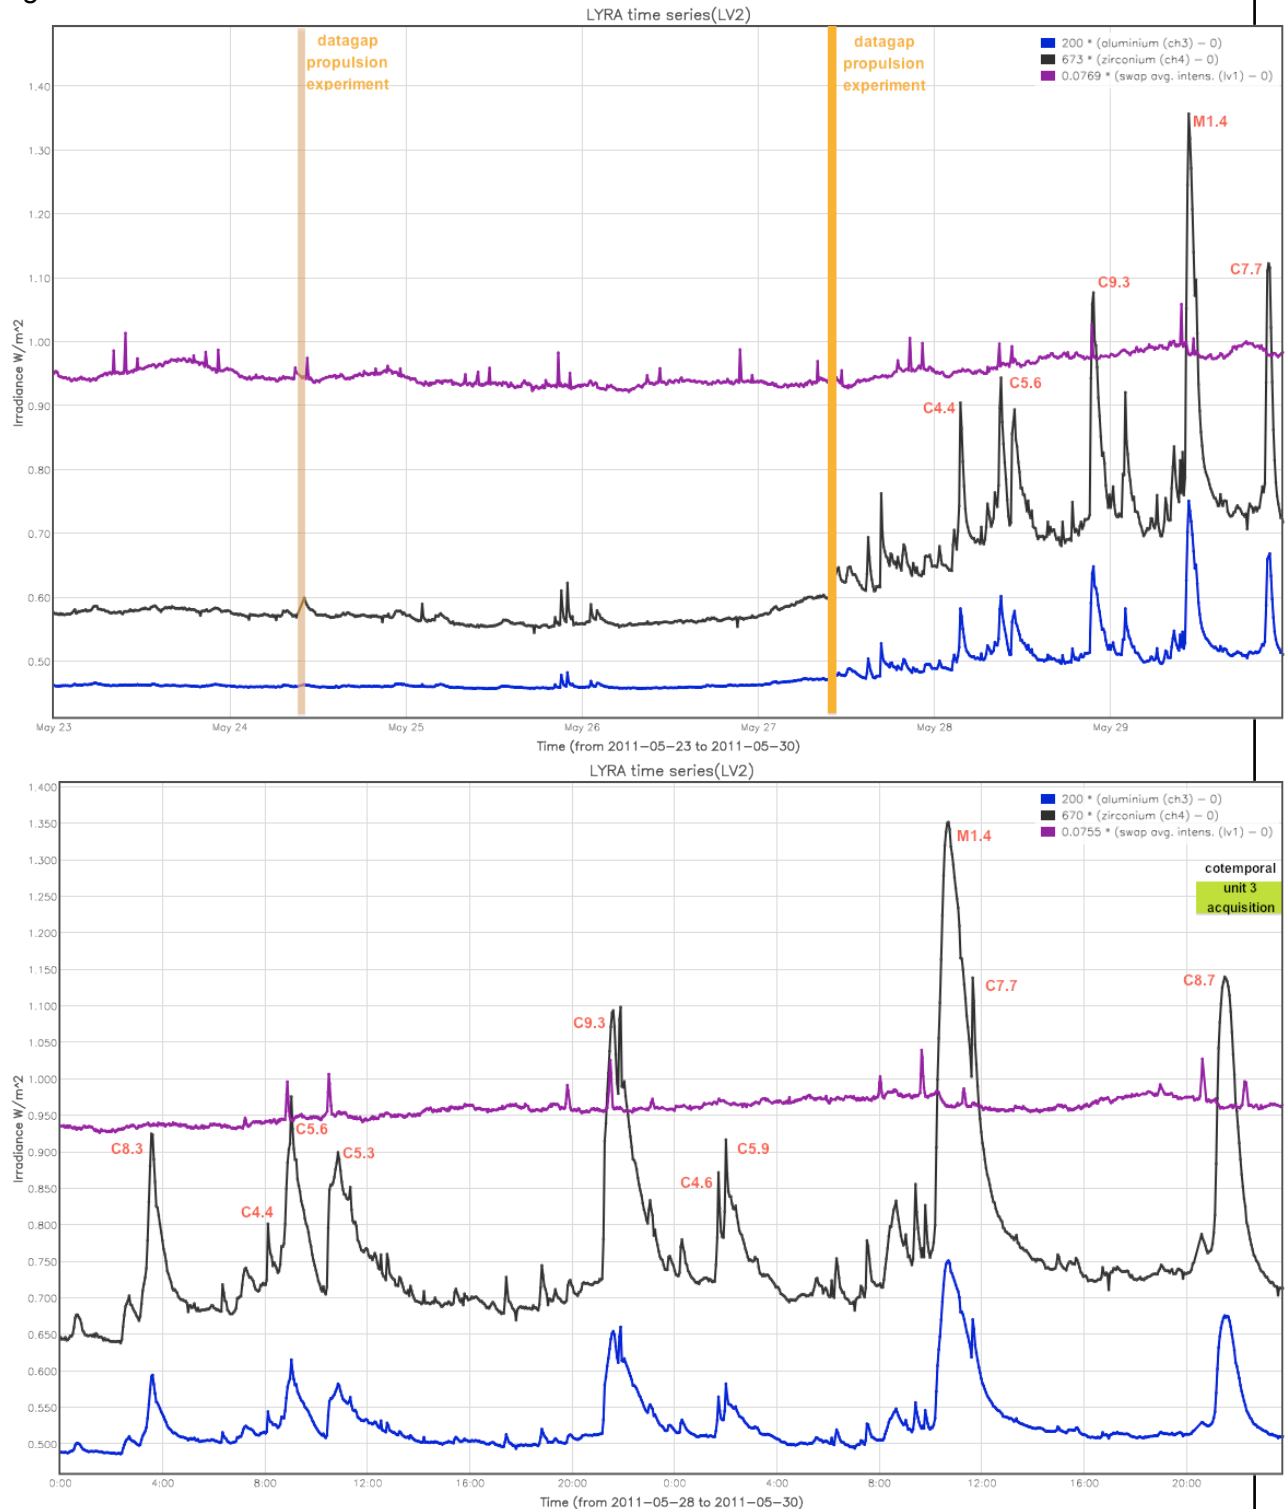 LYRA time series(LV2)
datagap
propulsion
experiment
datagap
propulsion
experiment
200 * (aluminium (ch3) − 0)
673 * (zirconium (ch4) − 0)
0.0769 * (swap avg. intens. (lv1) − 0)
1.40
1.30
1.20
1.10
1.00
0.90
0.80
0.70
0.60
0.50
Irradiance W/m^2
M1.4
C7.7
C9.3
C5.6
C4.4
May 23
May 24
May 25
May 26
May 27
May 28
May 29
Time (from 2011−05−23 to 2011−05−30)
LYRA time series(LV2)
200 * (aluminium (ch3) − 0)
670 * (zirconium (ch4) − 0)
0.0755 * (swap avg. intens. (lv1) − 0)
cotemporal
unit 3
acquisition
1.400
1.350
1.300
1.250
1.200
1.150
1.100
1.050
1.000
0.950
0.900
0.850
0.800
0.750
0.700
0.650
0.600
0.550
0.500
Irradiance W/m^2
M1.4
C7.7
C8.7
C9.3
C8.3
C5.6
C5.3
C4.4
C5.9
C4.6
0:00
4:00
8:00
12:00
16:00
20:00
0:00
4:00
8:00
12:00
16:00
20:00
Time (from 2011−05−28 to 2011−05−30)